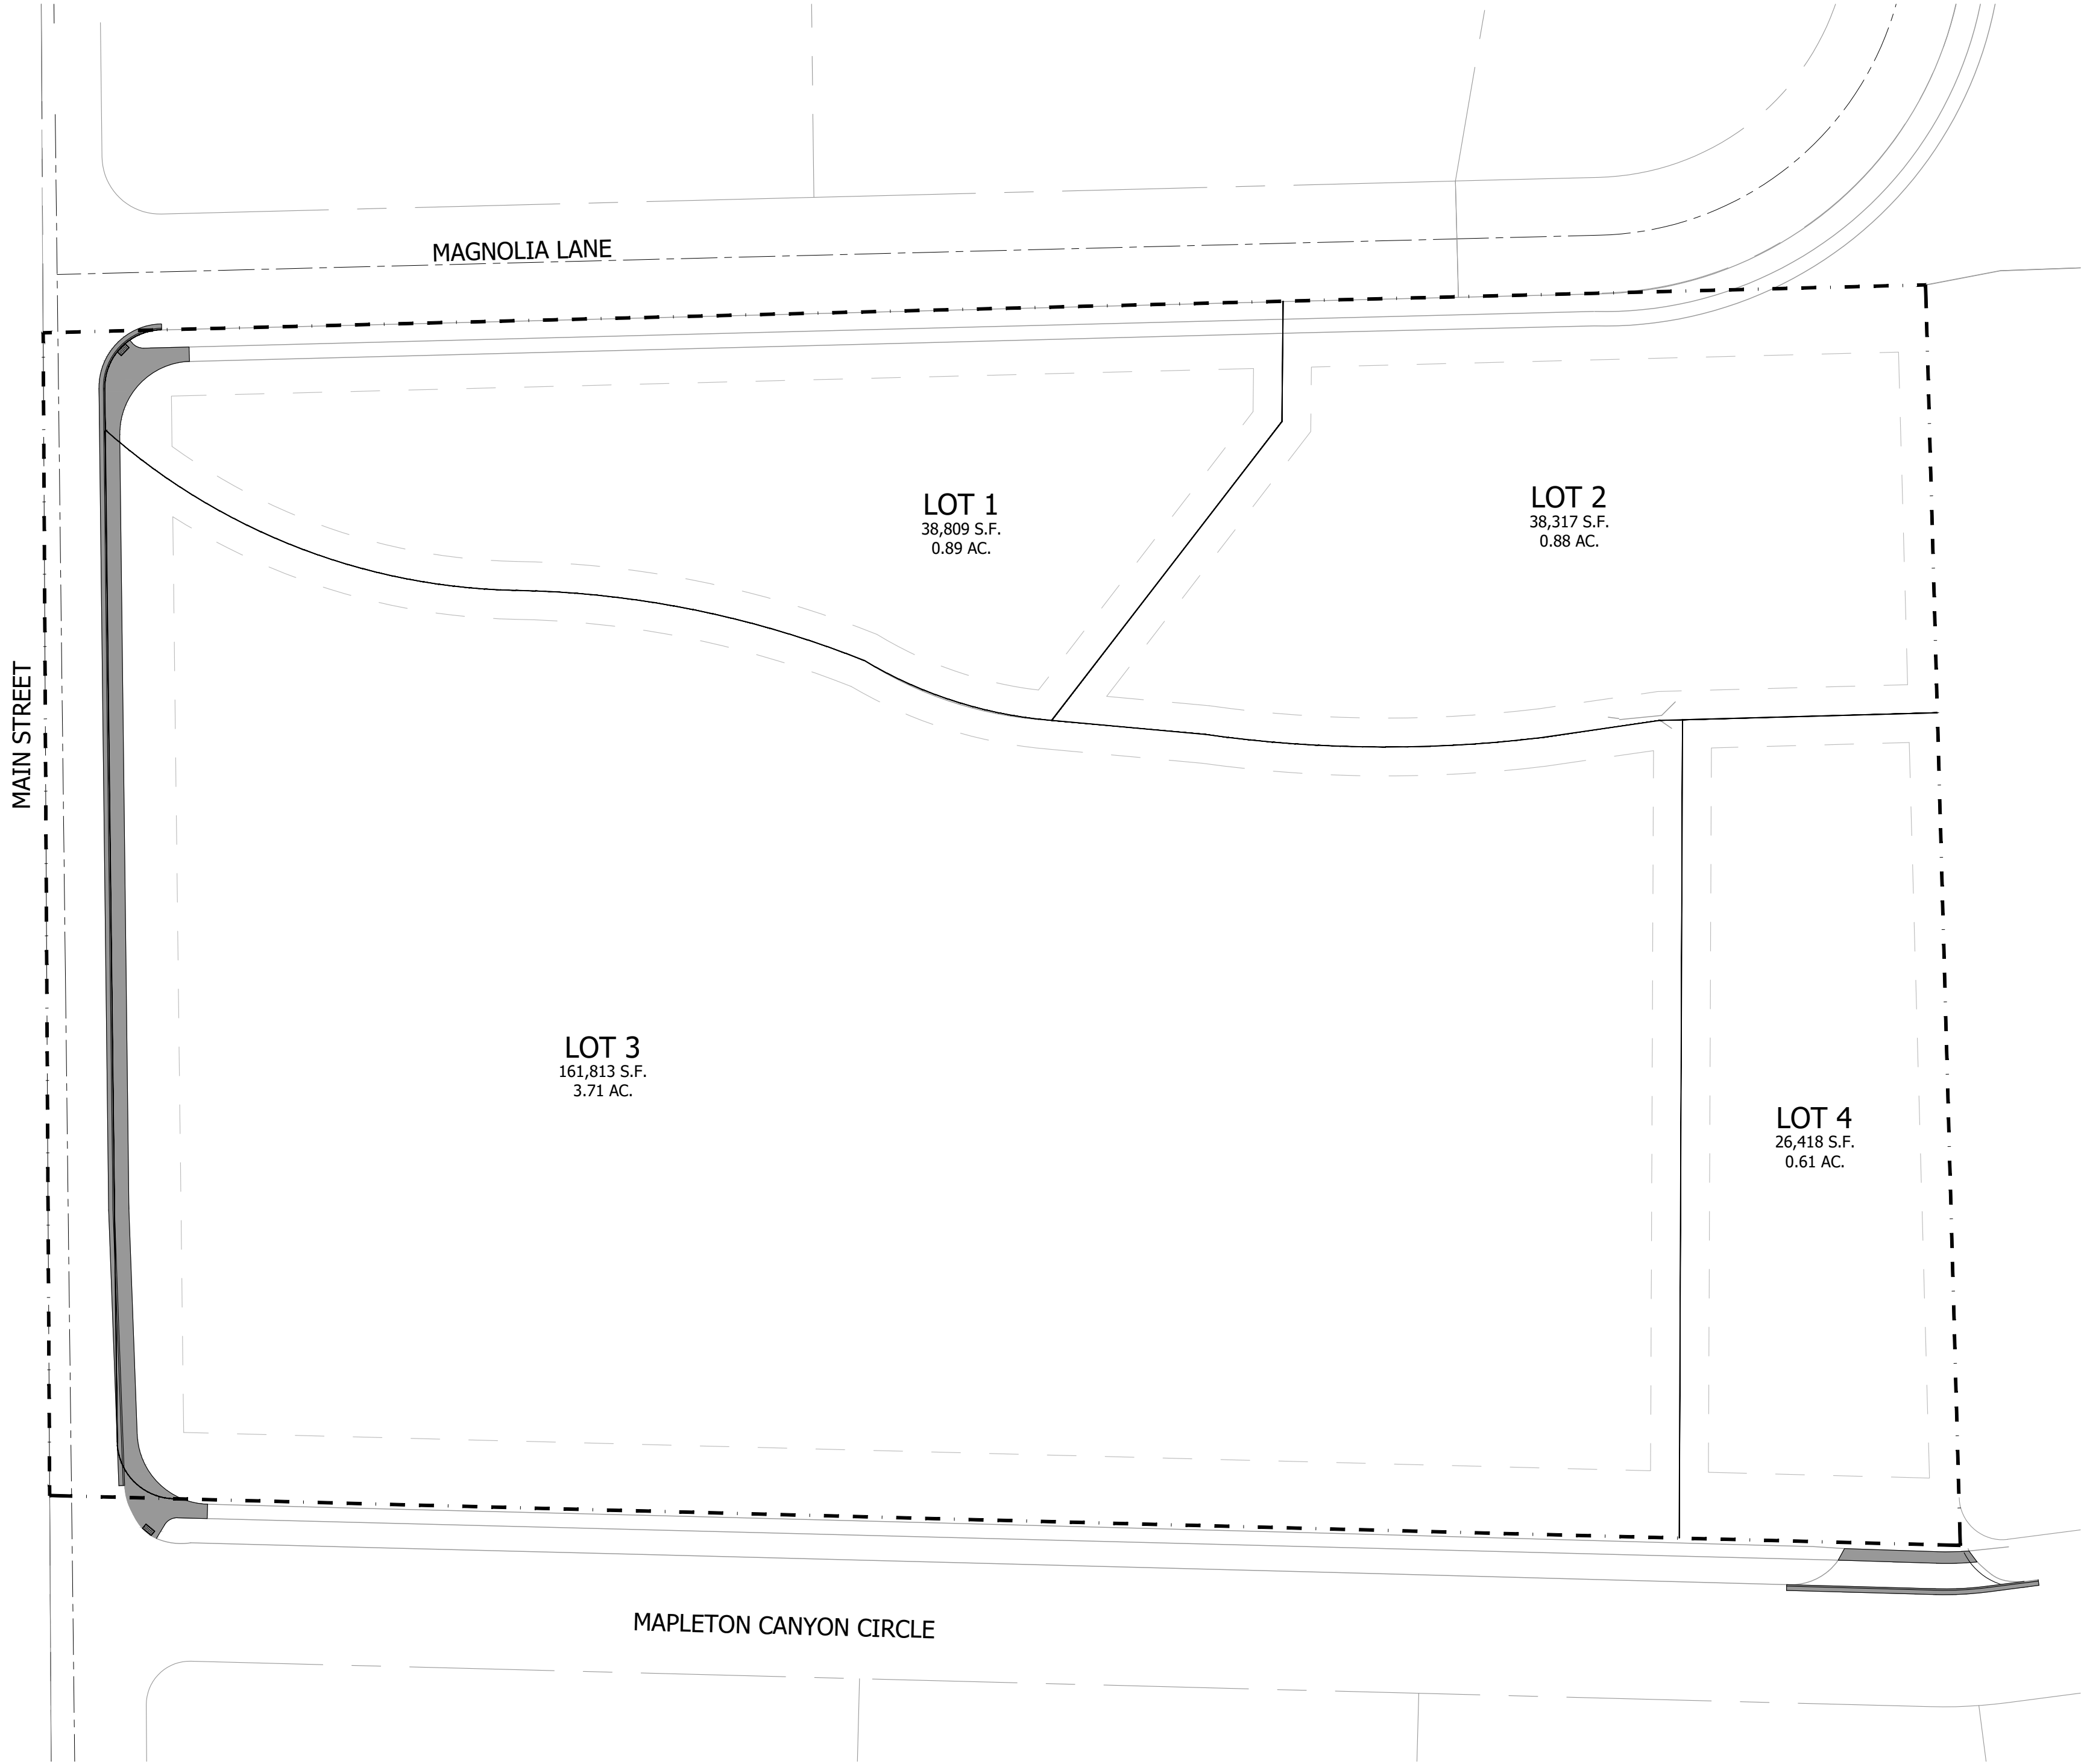 MAGNOLIA LANE
LOT 1
38,809 S.F.
0.89 AC.
LOT 2
38,317 S.F.
0.88 AC.
MAIN STREET
LOT 3
161,813 S.F.
3.71 AC.
LOT 4
26,418 S.F.
0.61 AC.
MAPLETON CANYON CIRCLE